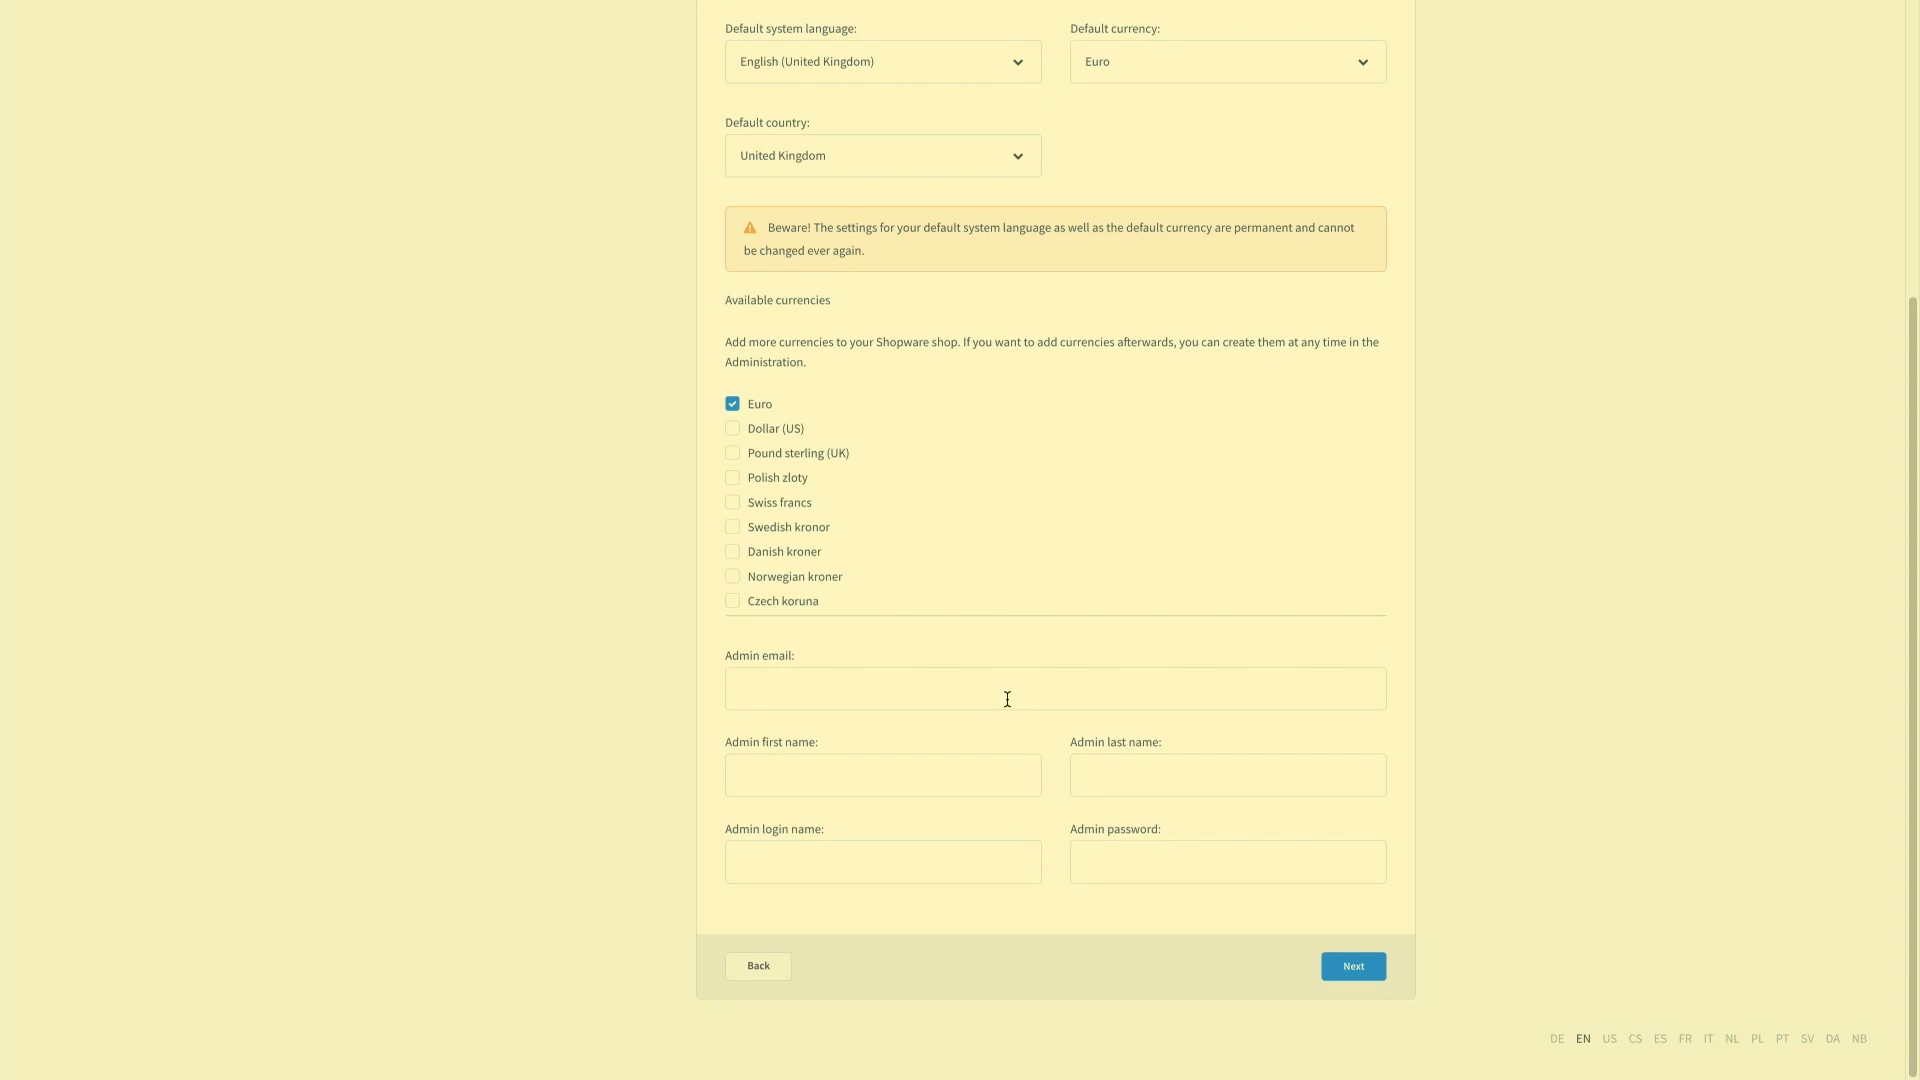 Default system language:
Default currency:
English (United Kingdom)
Euro
Default country:
United Kingdom
Beware! The settings for your default system language as well as the default currency are permanent and cannot
be changed ever again.
Available currencies
Add more currencies to your Shopware shop. If you want to add currencies afterwards, you can create them at any time in the
Administration.
Euro
Dollar (US)
Pound sterling (UK)
Polish zloty
Swiss francs
Swedish kronor
Danish kroner
Norwegian kroner
Czech koruna
Admin email:
Admin first name:
Admin last name:
Admin login name:
Admin password:
Back
Next
DE EN US CS ES FR IT NL PL PT SV DA NB